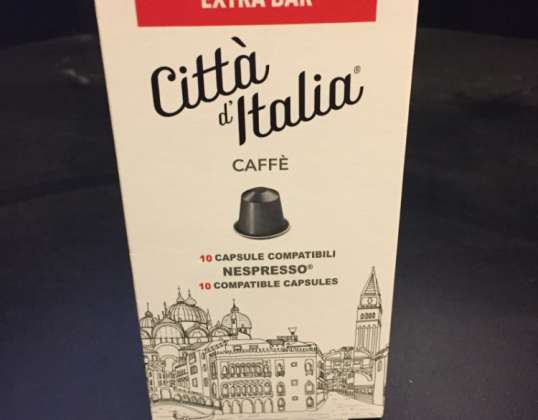 EXTRA BAR
Città
d'Italia®
CAFFÈ
10 CAPSULE COMPATIBILI
NESPRESSO®
10 COMPATIBLE CAPSULES